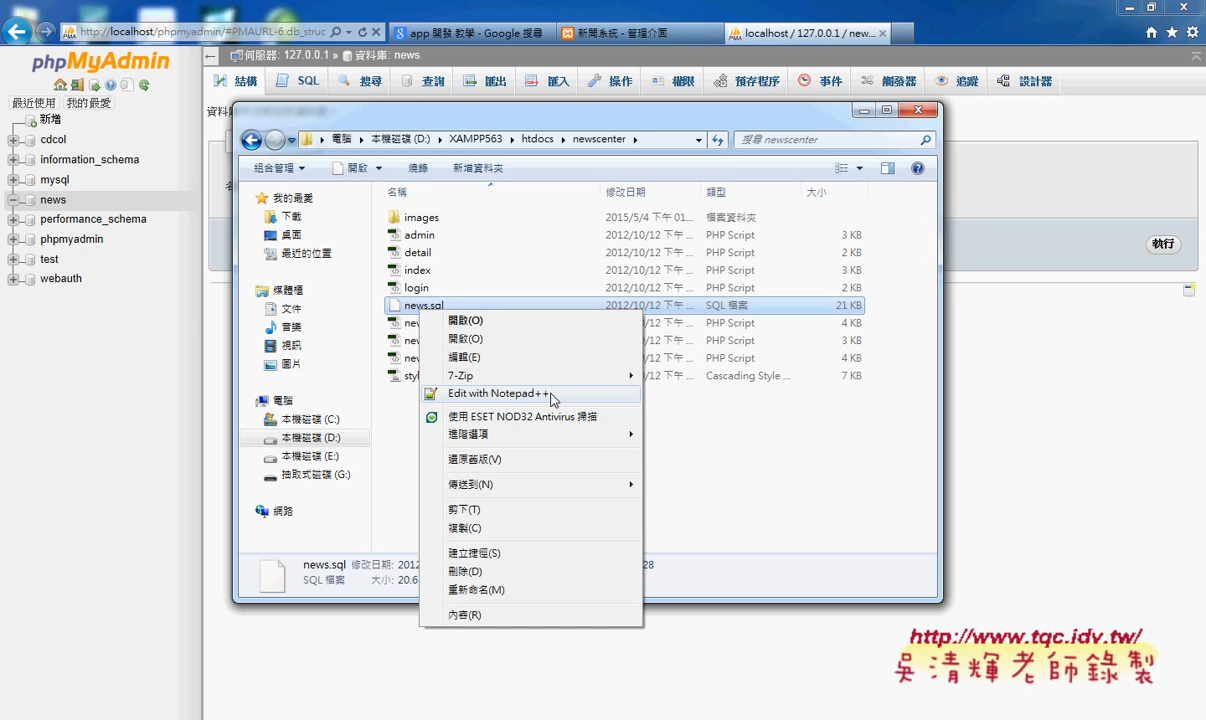 http://localhost/phpmyadmin/#PMAURL-6:db_struc
app 開發 教學 - Google 搜尋
新聞系統 - 管理介面
localhost / 127.0.0.1 / new...
phpMyAdmin
最近使用 我的最愛
新增
cdcol
information_schema
mysql
news
performance_schema
phpmyadmin
test
webauth
伺服器: 127.0.0.1 » 資料庫: news
結構 SQL 搜尋 查詢 匯出 匯入 操作 權限 預存程序 事件 觸發器 追蹤 設計器
執行
電腦 本機磁碟 (D:) XAMPP563 htdocs newscenter
搜尋 newscenter
組合管理 開啟 燒錄 新增資料夾
我的最愛
下載
桌面
最近的位置
媒體櫃
文件
音樂
視訊
圖片
電腦
本機磁碟 (C:)
本機磁碟 (D:)
本機磁碟 (E:)
抽取式磁碟 (G:)
網路
名稱 修改日期 類型 大小
images 2015/5/4 下午 01... 檔案資料夾
admin 2012/10/12 下午 ... PHP Script 3 KB
detail 2012/10/12 下午 ... PHP Script 2 KB
index 2012/10/12 下午 ... PHP Script 3 KB
login 2012/10/12 下午 ... PHP Script 2 KB
news.sql 2012/10/12 下午 ... SQL 檔案 21 KB
/12 下午 ... PHP Script 4 KB
/12 下午 ... PHP Script 3 KB
/12 下午 ... PHP Script 4 KB
/12 下午 ... Cascading Style ... 7 KB
開啟(O)
開啟(O)
編輯(E)
7-Zip
Edit with Notepad++
使用 ESET NOD32 Antivirus 掃描
進階選項
還原舊版(V)
傳送到(N)
剪下(T)
複製(C)
建立捷徑(S)
刪除(D)
重新命名(M)
內容(R)
news.sql 修改日期: 2012
SQL 檔案 大小: 20.6
http://www.tqc.idv.tw/
吳清輝老師錄製